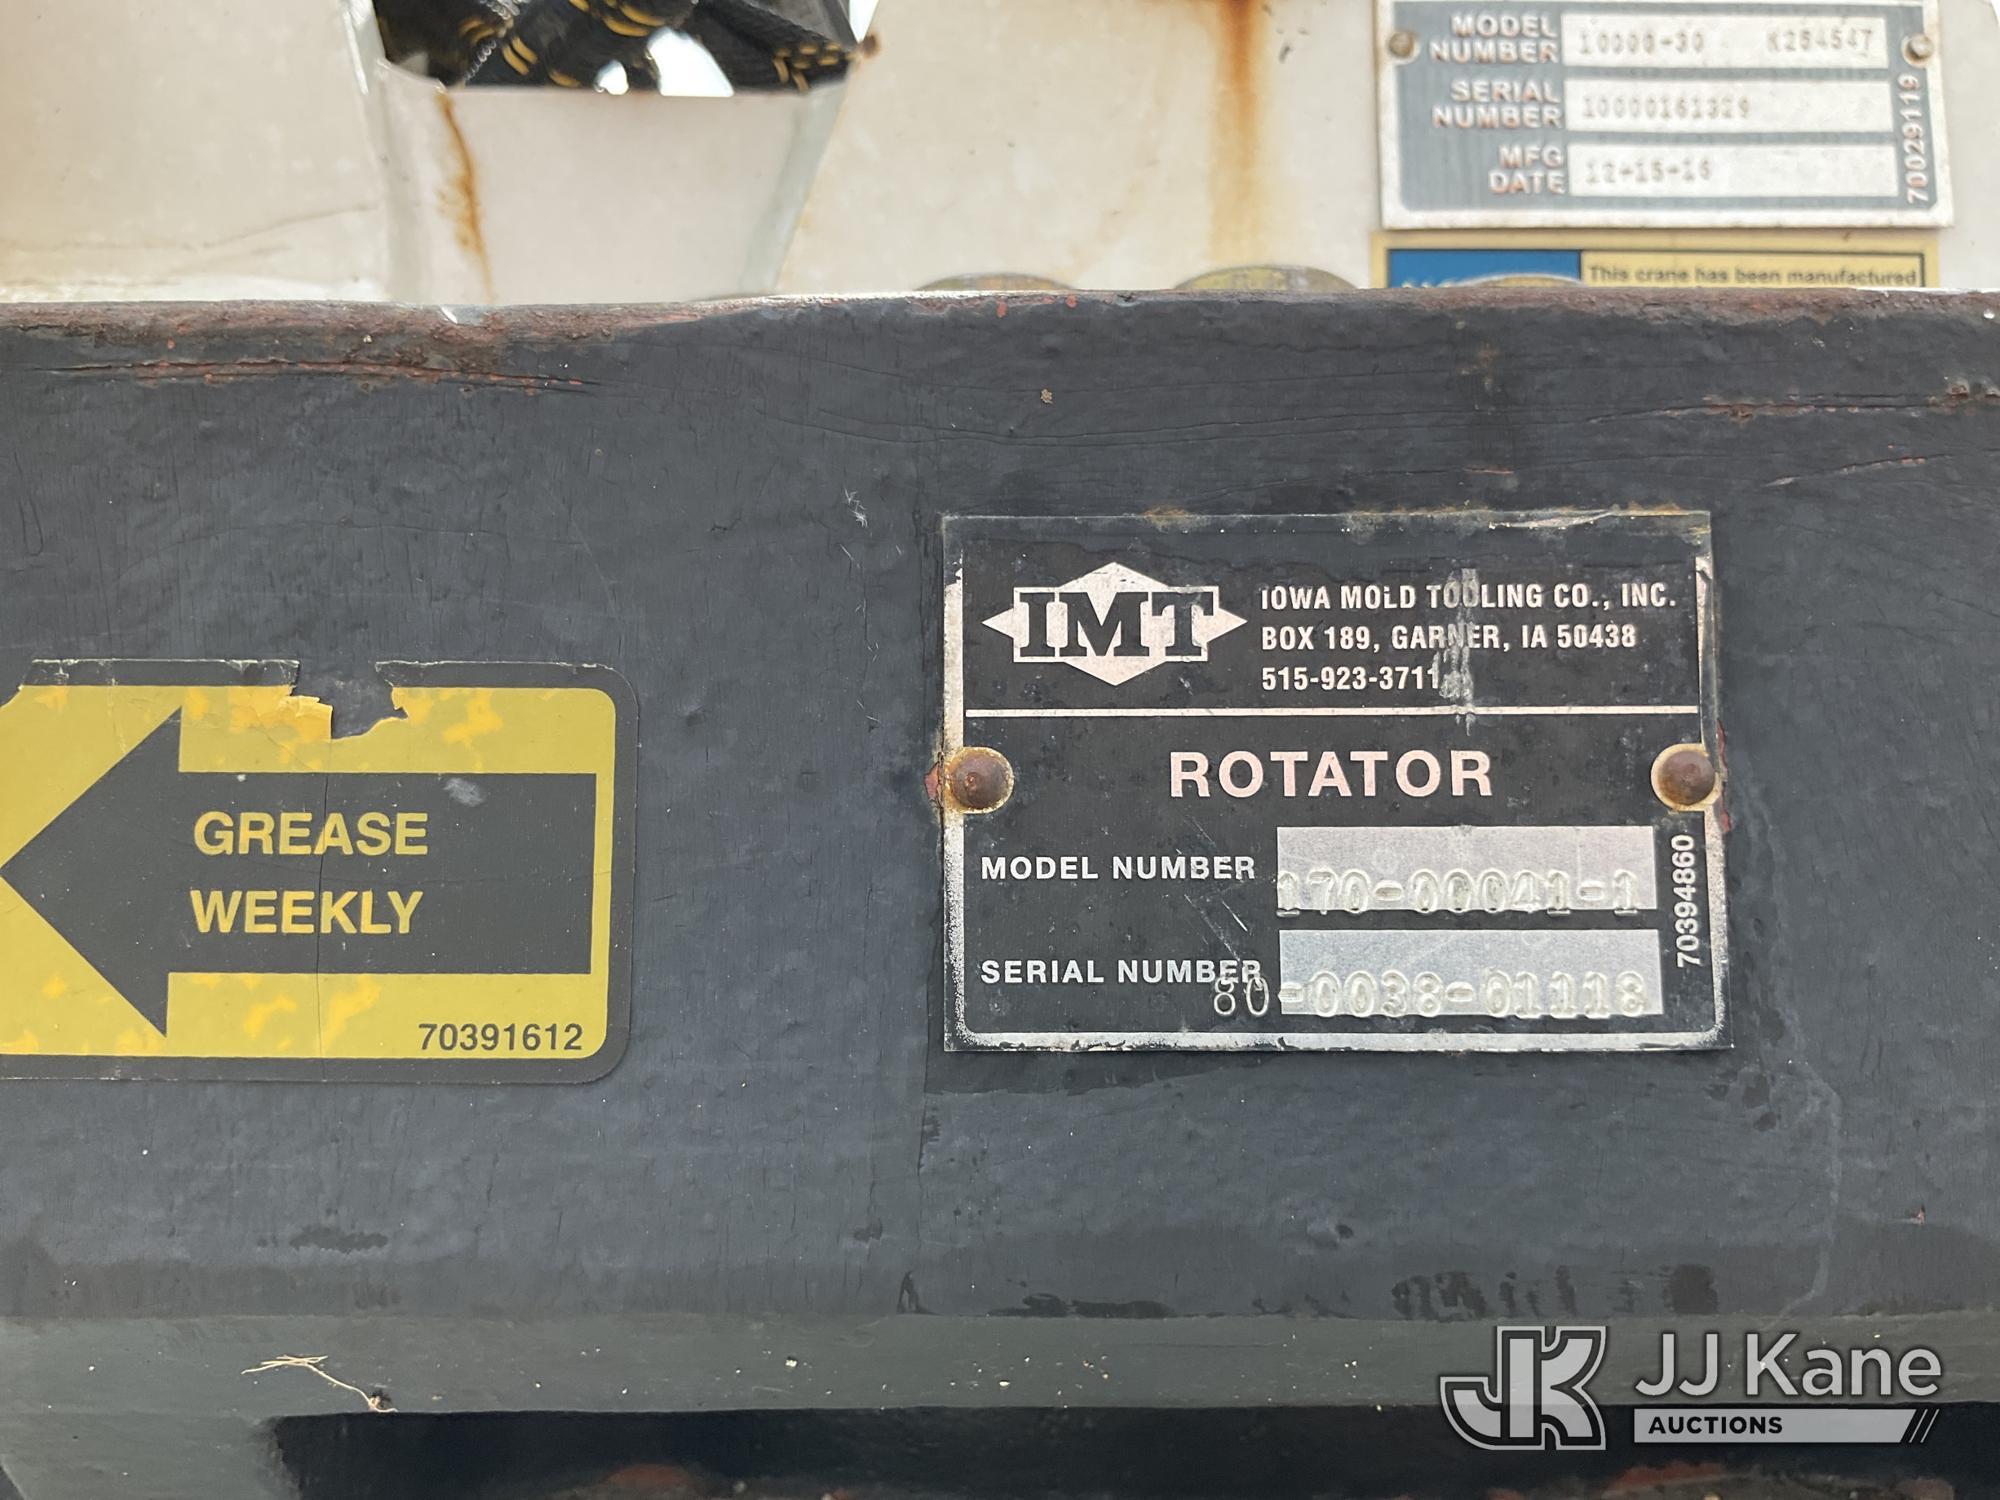 MODEL NUMBER 10000-30 K254547
SERIAL NUMBER 10000161329
MFG DATE 12-15-16
70029119
This crane has been manufactured
IMT
IOWA MOLD TOOLING CO., INC.
BOX 189, GARNER, IA 50438
515-923-3711
ROTATOR
MODEL NUMBER 170-00041-1
SERIAL NUMBER 80-0038-01118
70394860
GREASE
WEEKLY
70391612
JK JJ Kane
AUCTIONS